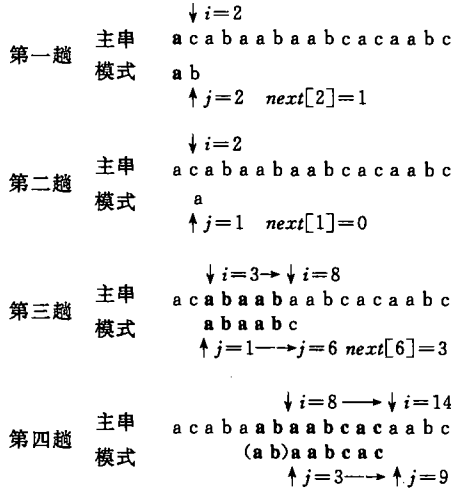 ↓ i=2
主串 a c a b a a b a a b c a c a a b c
第一趟
模式 a b
↑ j=2 next[2]=1
↓ i=2
主串 a c a b a a b a a b c a c a a b c
第二趟
模式 a
↑ j=1 next[1]=0
↓ i=3→↓ i=8
主串 a c a b a a b a a b c a c a a b c
第三趟
模式 a b a a b c
↑ j=1→j=6 next[6]=3
↓ i=8→↓ i=14
主串 a c a b a a b a a b c a c a a b c
第四趟
模式 (a b)a a b c a c
↑ j=3→↑ j=9